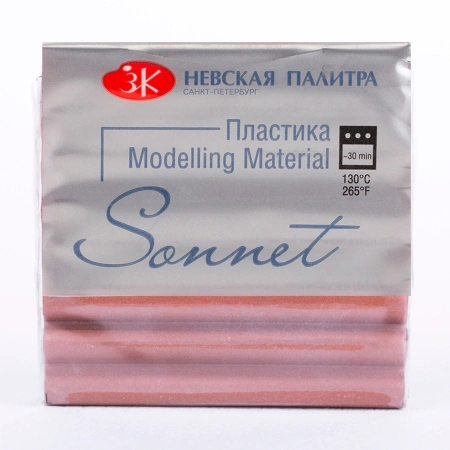 ЗК НЕВСКАЯ ПАЛИТРА
САНКТ-ПЕТЕРБУРГ
Пластика
Modelling Material
~30 min
130°C
265°F
Sonnet